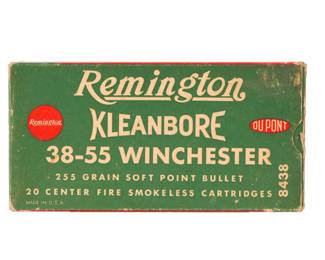 Remington
KLEANBORE
Remington.
DU PONT
38-55 WINCHESTER
255 GRAIN SOFT POINT BULLET
20 CENTER FIRE SMOKELESS CARTRIDGES
8438
MADE IN U.S.A.